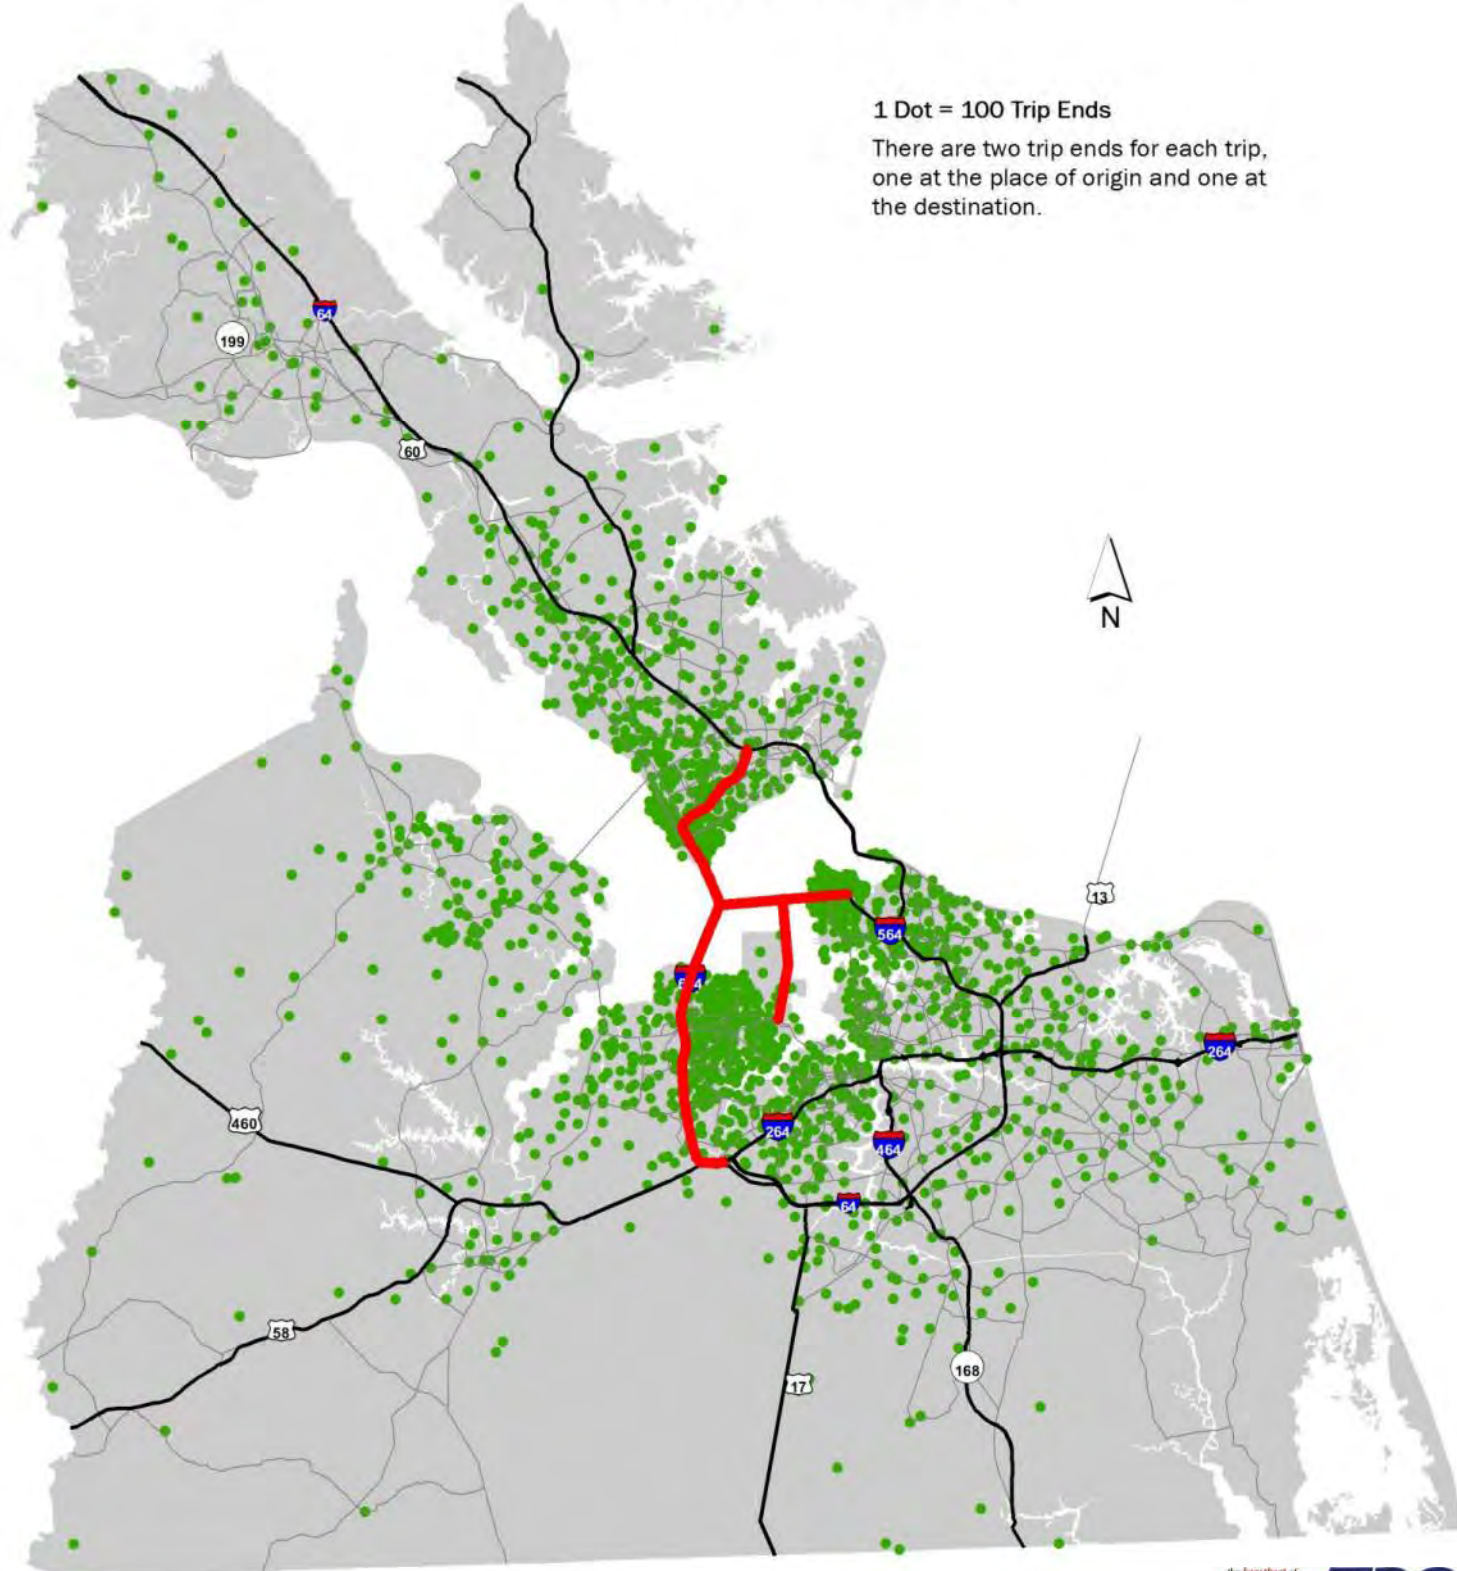 1 Dot = 100 Trip Ends
There are two trip ends for each trip,
one at the place of origin and one at
the destination.
64
199
60
N
13
564
264
460
264
464
64
58
17
168